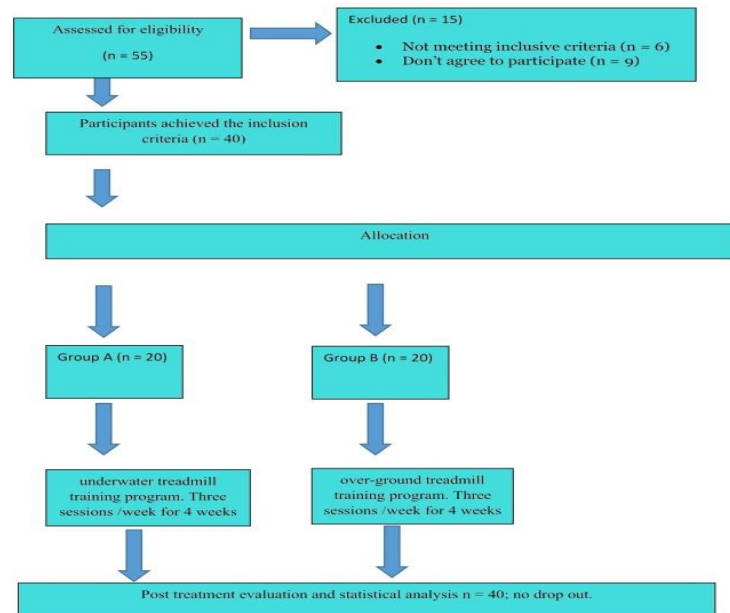 Assessed for eligibility
(n = 55)
Excluded (n = 15)
• Not meeting inclusive criteria (n = 6)
• Don't agree to participate (n = 9)
Participants achieved the inclusion
criteria (n = 40)
Allocation
Group A (n = 20)
Group B (n = 20)
underwater treadmill
training program. Three
sessions /week for 4 weeks
over-ground treadmill
training program. Three
sessions /week for 4 weeks
Post treatment evaluation and statistical analysis n = 40; no drop out.